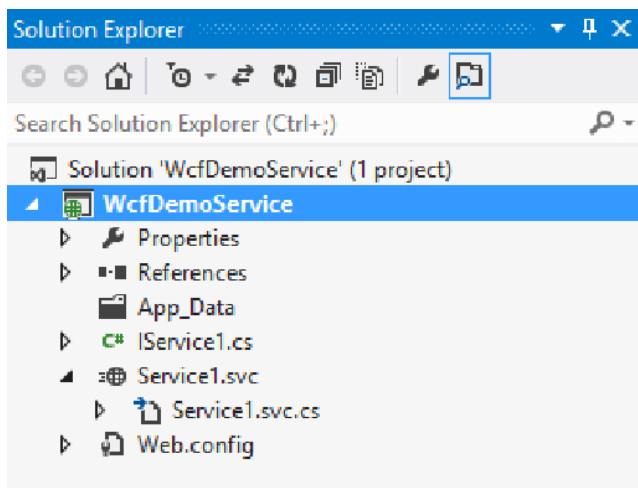 Solution Explorer
Search Solution Explorer (Ctrl+;)
Solution 'WcfDemoService' (1 project)
WcfDemoService
Properties
References
App_Data
C# IService1.cs
Service1.svc
Service1.svc.cs
Web.config